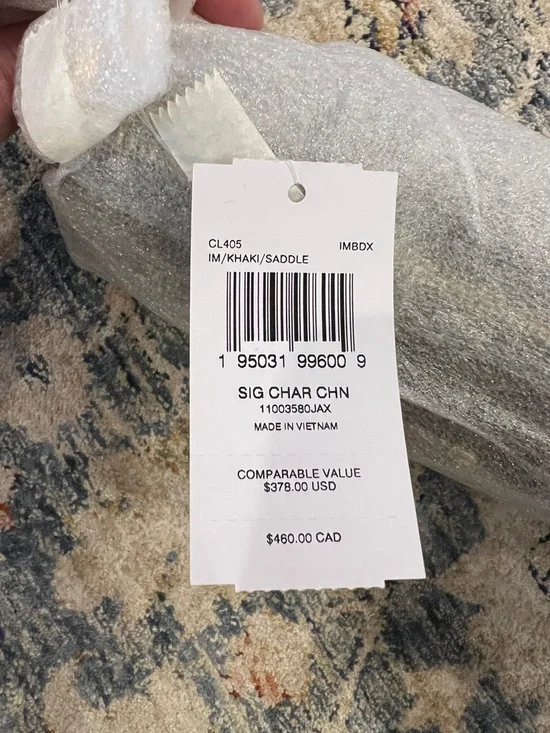 CL405 IMBDX
IM/KHAKI/SADDLE
1 95031 99600 9
SIG CHAR CHN
11003580JAX
MADE IN VIETNAM
COMPARABLE VALUE
$378.00 USD
$460.00 CAD